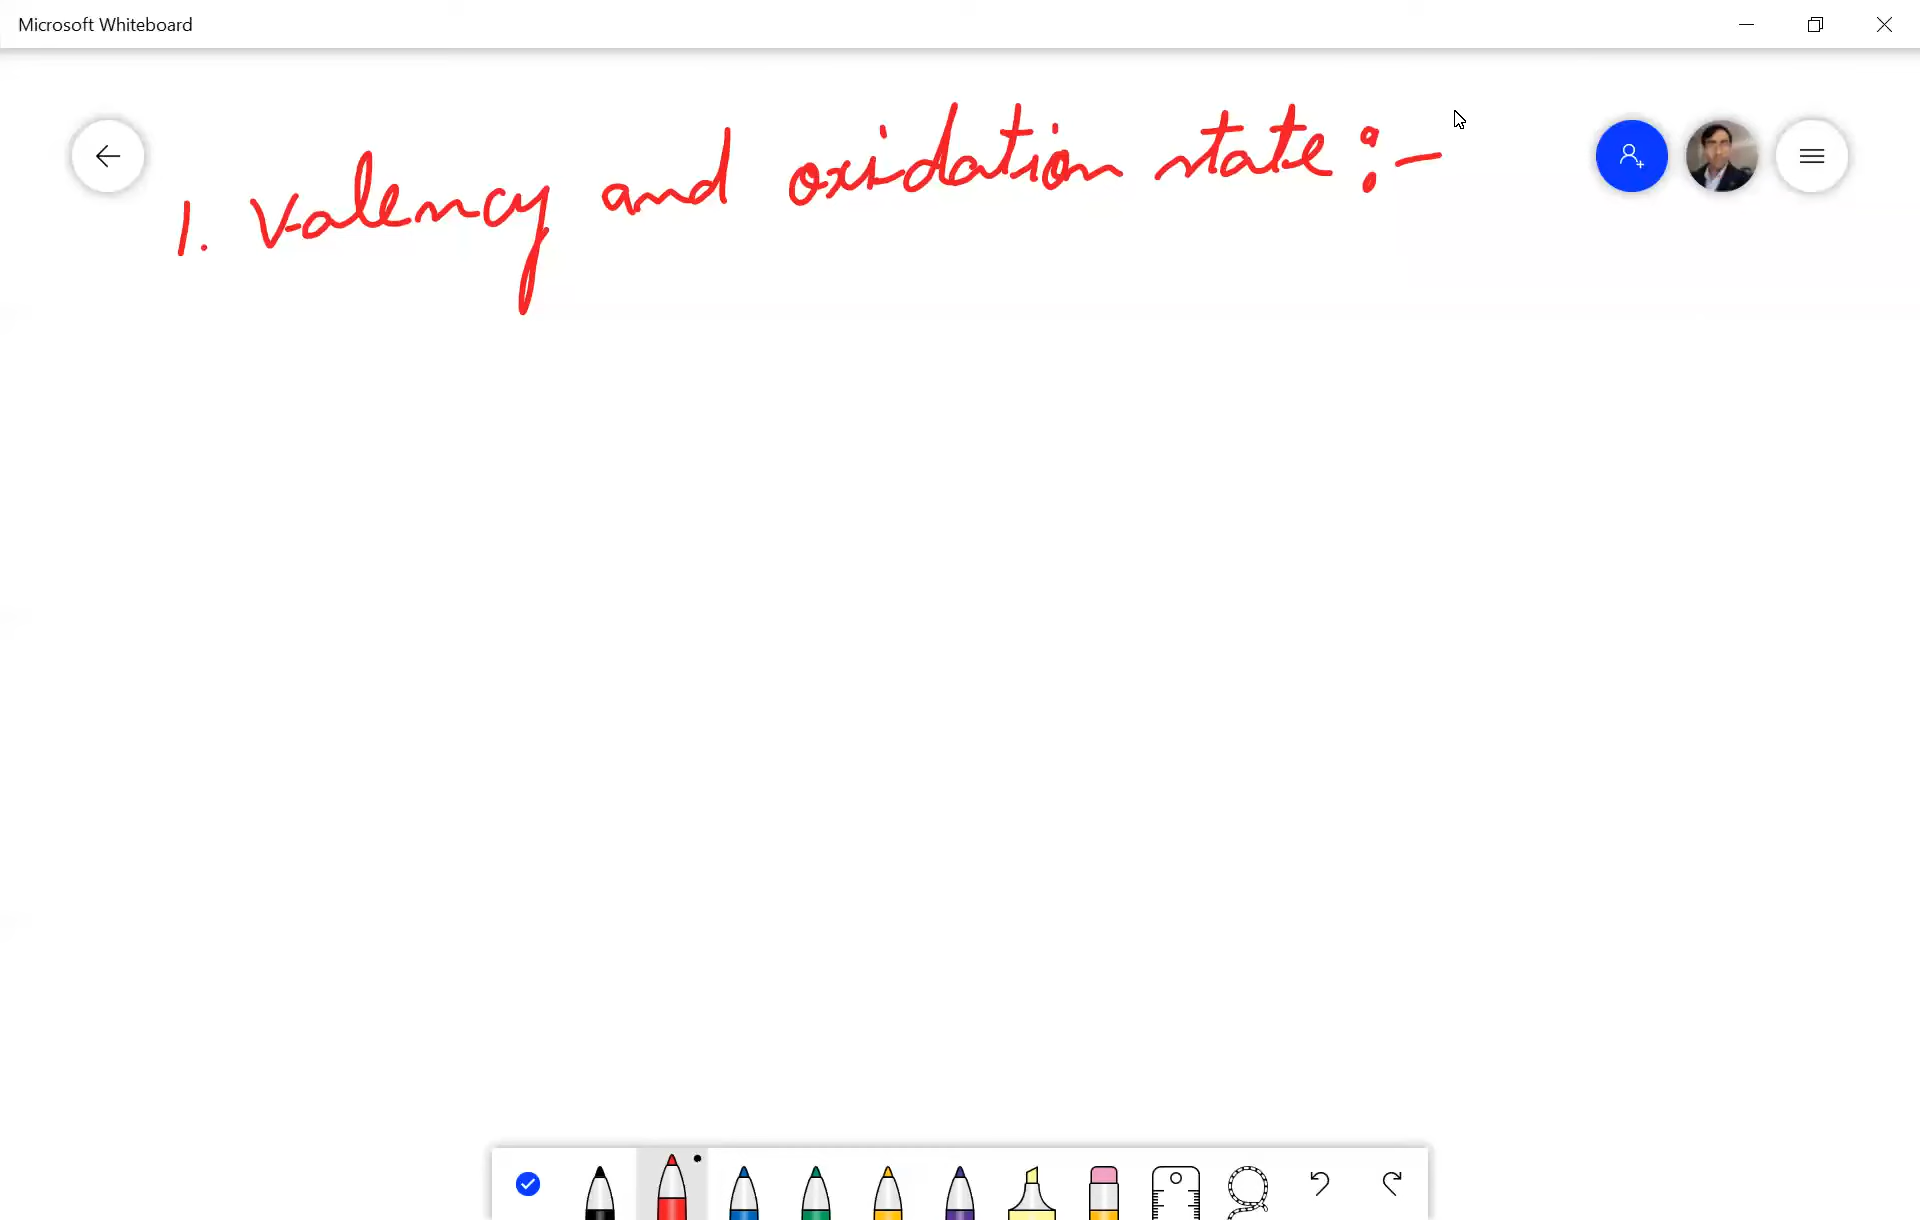 Microsoft Whiteboard
1. Valency and oxidation state :-